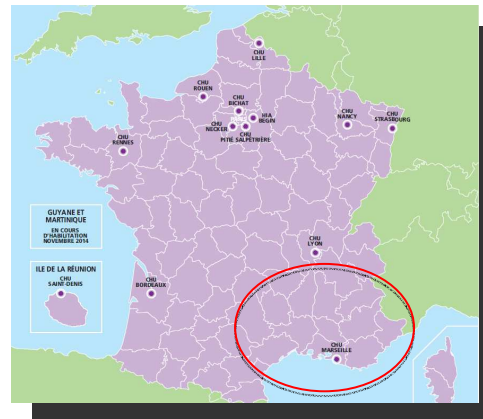 CHU
LILLE
CHU
ROUEN
CHU
BICHAT
HIA
BEGIN
CHU
NECKER
CHU
PITIÉ SALPÊTRIÈRE
CHU
NANCY
CHU
STRASBOURG
CHU
RENNES
GUYANE ET
MARTINIQUE
EN COURS
D'HABILITATION
NOVEMBRE 2014
CHU
LYON
ILE DE LA RÉUNION
CHU
SAINT-DENIS
CHU
BORDEAUX
CHU
MARSEILLE